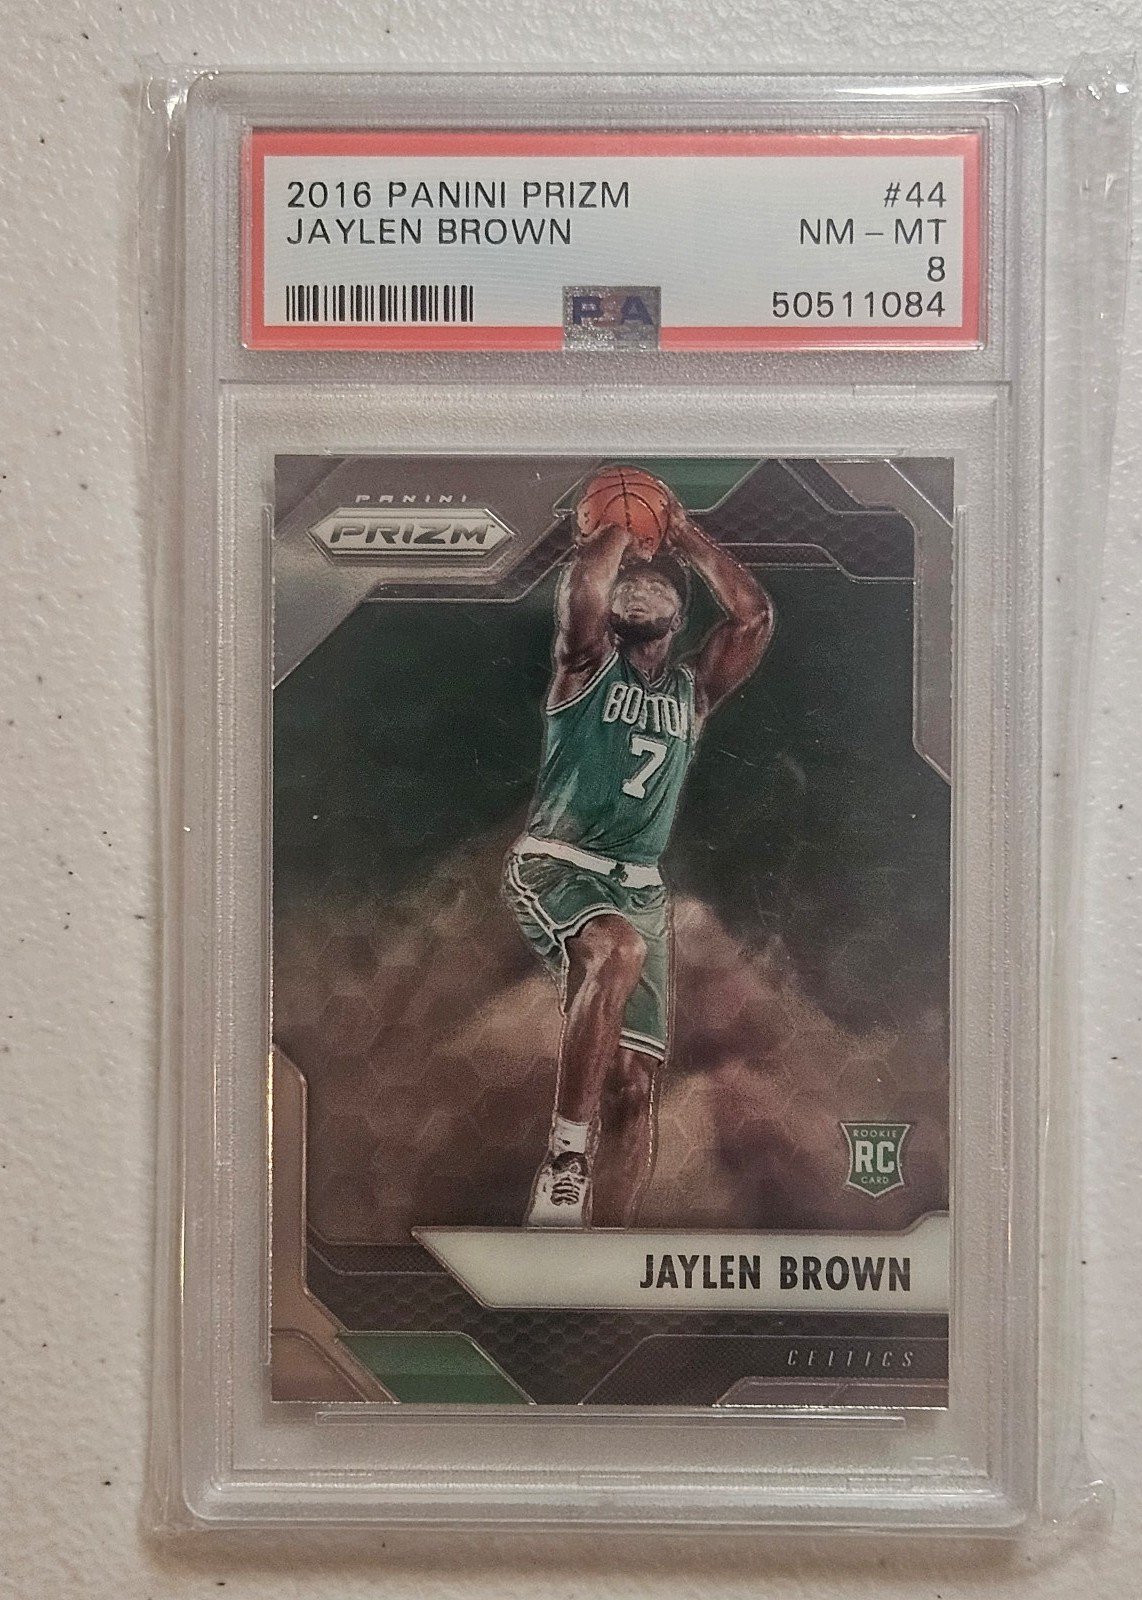 2016 PANINI PRIZM #44
JAYLEN BROWN NM - MT
8
50511084
PSA
PANINI
PRIZM
BOSTON
7
ROOKIE
RC
CARD
JAYLEN BROWN
CELTICS